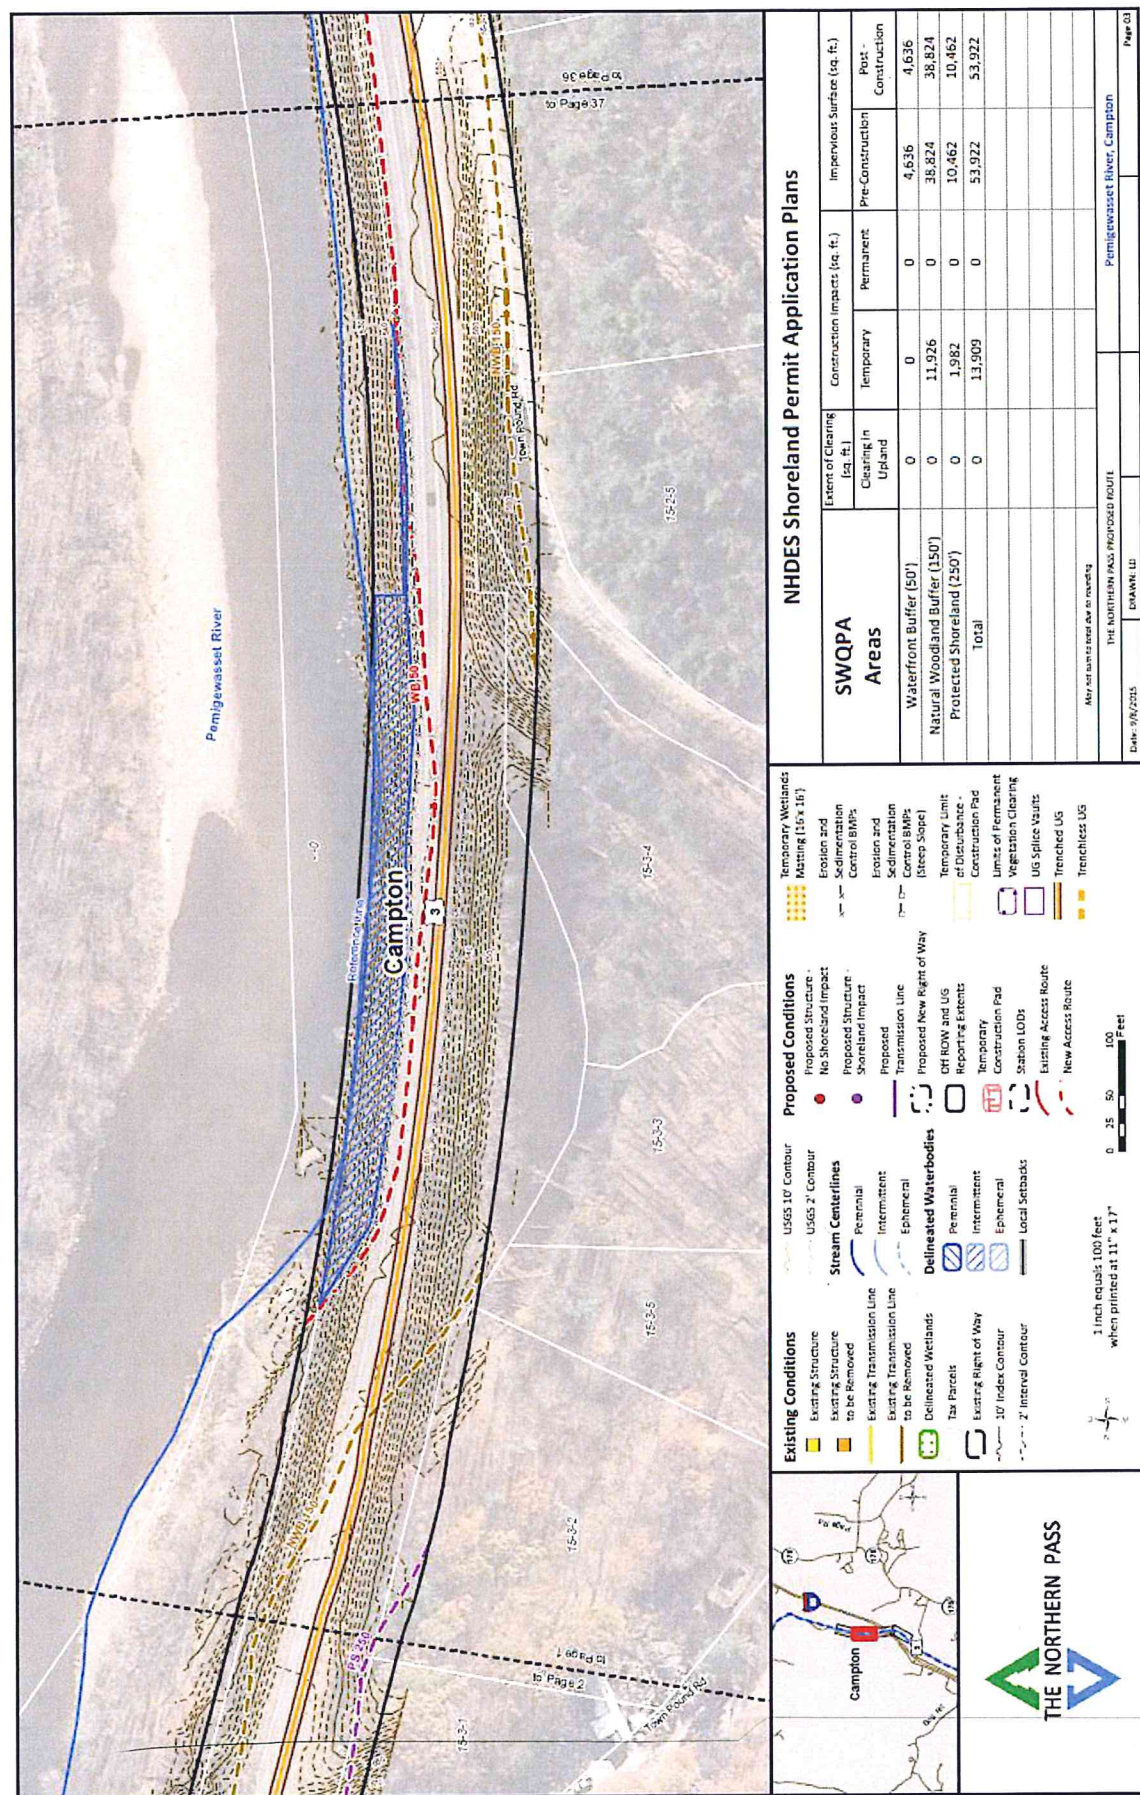 Pemigewasset River
to Page 36
to Page 37
Reference Line
Campton
WB 50
3
NWB 150
Town Pound Rd
NWB 150
PS 250
to Page 1
to Page 2
Town Pound Rd
15-3-1
15-3-2
15-3-5
15-3-3
15-3-4
15-2-5
Campton
175
3
THE NORTHERN PASS
Existing Conditions
Existing Structure
Existing Structure
to be Removed
Existing Transmission Line
Existing Transmission Line
to be Removed
Delineated Wetlands
Tax Parcels
Existing Right of Way
10' Index Contour
2' Interval Contour
USGS 10' Contour
USGS 2' Contour
Stream Centerlines
Perennial
Intermittent
Ephemeral
Delineated Waterbodies
Perennial
Intermittent
Ephemeral
Local Setbacks
Proposed Conditions
Proposed Structure -
No Shoreland Impact
Proposed Structure -
Shoreland Impact
Proposed
Transmission Line
Proposed New Right of Way
Off ROW and UG
Reporting Extents
Temporary
Construction Pad
Station LODs
Existing Access Route
New Access Route
Temporary Wetlands
Matting (16'x 16')
Erosion and
Sedimentation
Control BMPs
Erosion and
Sedimentation
Control BMPs
(Steep Slope)
Temporary Limit
of Disturbance -
Construction Pad
Limits of Permanent
Vegetation Clearing
UG Splice Vaults
Trenched UG
Trenchless UG
1 inch equals 100 feet
when printed at 11" x 17"
0 25 50 100
Feet
NHDES Shoreland Permit Application Plans
SWQPA
Areas
Extent of Clearing
(sq. ft.)
Construction Impacts (sq. ft.)
Impervious Surface (sq. ft.)
Clearing in
Upland
Temporary
Permanent
Pre-Construction
Post -
Construction
Waterfront Buffer (50') 0 0 0 4,636 4,636
Natural Woodland Buffer (150') 0 11,926 0 38,824 38,824
Protected Shoreland (250') 0 1,982 0 10,462 10,462
Total 0 13,909 0 53,922 53,922
May not sum to total due to rounding
THE NORTHERN PASS PROPOSED ROUTE
Pemigewasset River, Campton
Date: 9/8/2015
DRAWN: LD
Page 03